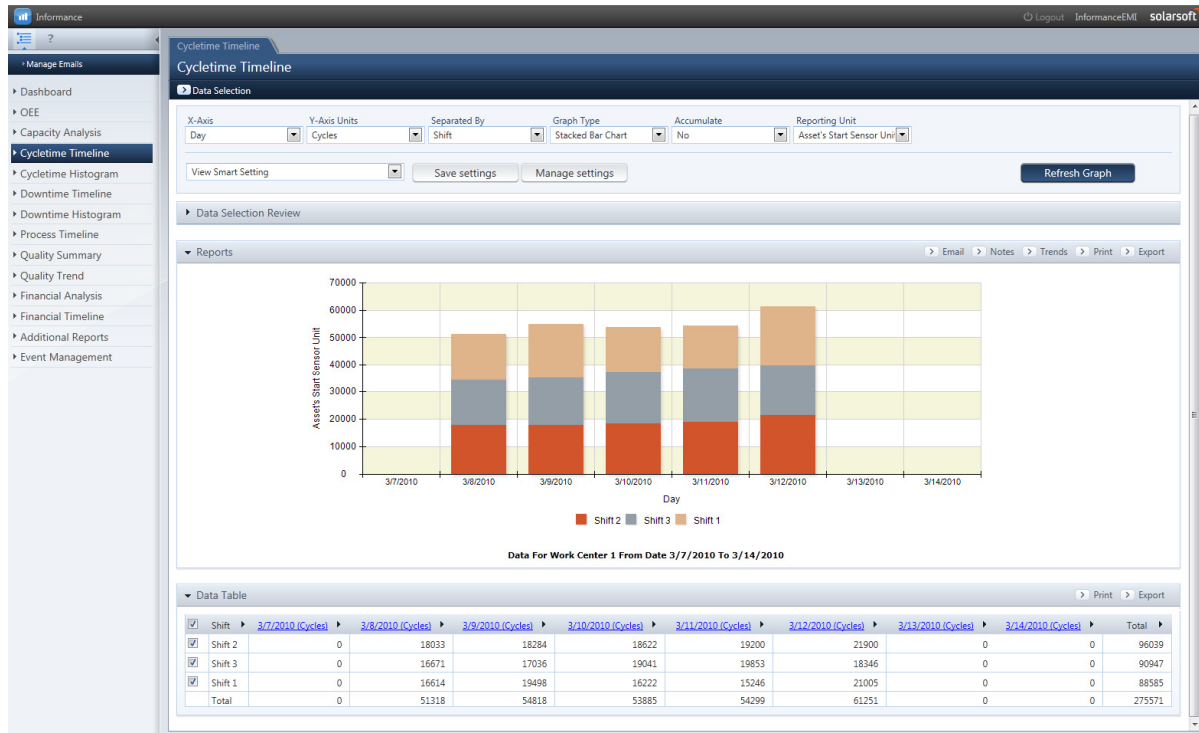 Informance
Logout InformanceEMI solarsoft
?
Manage Emails
Dashboard
OEE
Capacity Analysis
Cycletime Timeline
Cycletime Histogram
Downtime Timeline
Downtime Histogram
Process Timeline
Quality Summary
Quality Trend
Financial Analysis
Financial Timeline
Additional Reports
Event Management
Cycletime Timeline
Cycletime Timeline
Data Selection
X-Axis Y-Axis Units Separated By Graph Type Accumulate Reporting Unit
Day Cycles Shift Stacked Bar Chart No Asset's Start Sensor Uni
View Smart Setting Save settings Manage settings Refresh Graph
Data Selection Review
Reports Email Notes Trends Print Export
70000
60000
50000
40000
30000
20000
10000
0
Asset's Start Sensor Unit
3/7/2010 3/8/2010 3/9/2010 3/10/2010 3/11/2010 3/12/2010 3/13/2010 3/14/2010
Day
Shift 2 Shift 3 Shift 1
Data For Work Center 1 From Date 3/7/2010 To 3/14/2010
Data Table Print Export
Shift 3/7/2010 (Cycles) 3/8/2010 (Cycles) 3/9/2010 (Cycles) 3/10/2010 (Cycles) 3/11/2010 (Cycles) 3/12/2010 (Cycles) 3/13/2010 (Cycles) 3/14/2010 (Cycles) Total
Shift 2 0 18033 18284 18622 19200 21900 0 0 96039
Shift 3 0 16671 17036 19041 19853 18346 0 0 90947
Shift 1 0 16614 19498 16222 15246 21005 0 0 88585
Total 0 51318 54818 53885 54299 61251 0 0 275571